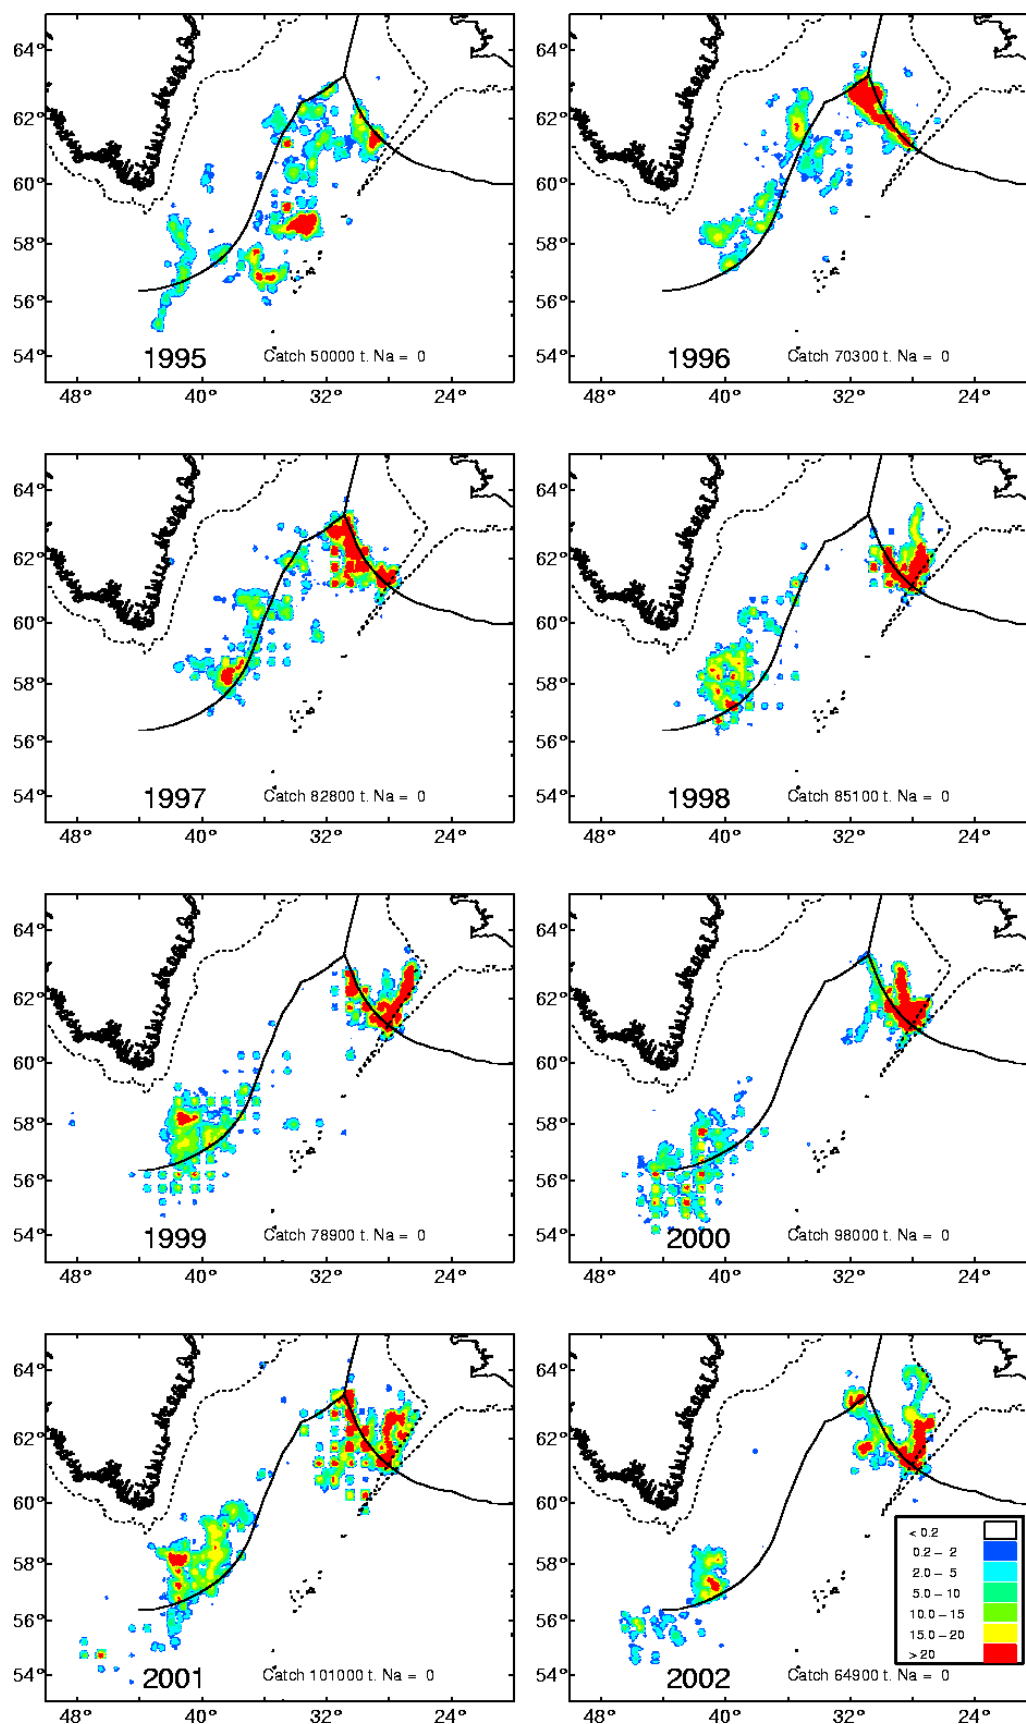 64°
64°
62°
62°
60°
60°
58°
58°
56°
56°
54°
1995
Catch 50000 t. Na = 0
54°
1996
Catch 70300 t. Na = 0
48° 40° 32° 24°
48° 40° 32° 24°
64°
64°
62°
62°
60°
60°
58°
58°
56°
56°
54°
1997
Catch 82800 t. Na = 0
54°
1998
Catch 85100 t. Na = 0
48° 40° 32° 24°
48° 40° 32° 24°
64°
64°
62°
62°
60°
60°
58°
58°
56°
56°
54°
1999
Catch 78900 t. Na = 0
54°
2000
Catch 98000 t. Na = 0
48° 40° 32° 24°
48° 40° 32° 24°
64°
64°
62°
62°
60°
60°
58°
58°
56°
56°
54°
2001
Catch 101000 t. Na = 0
54°
2002
Catch 64900 t. Na = 0
< 0.2
0.2 – 2
2.0 – 5
5.0 – 10
10.0 – 15
15.0 – 20
> 20
48° 40° 32° 24°
48° 40° 32° 24°